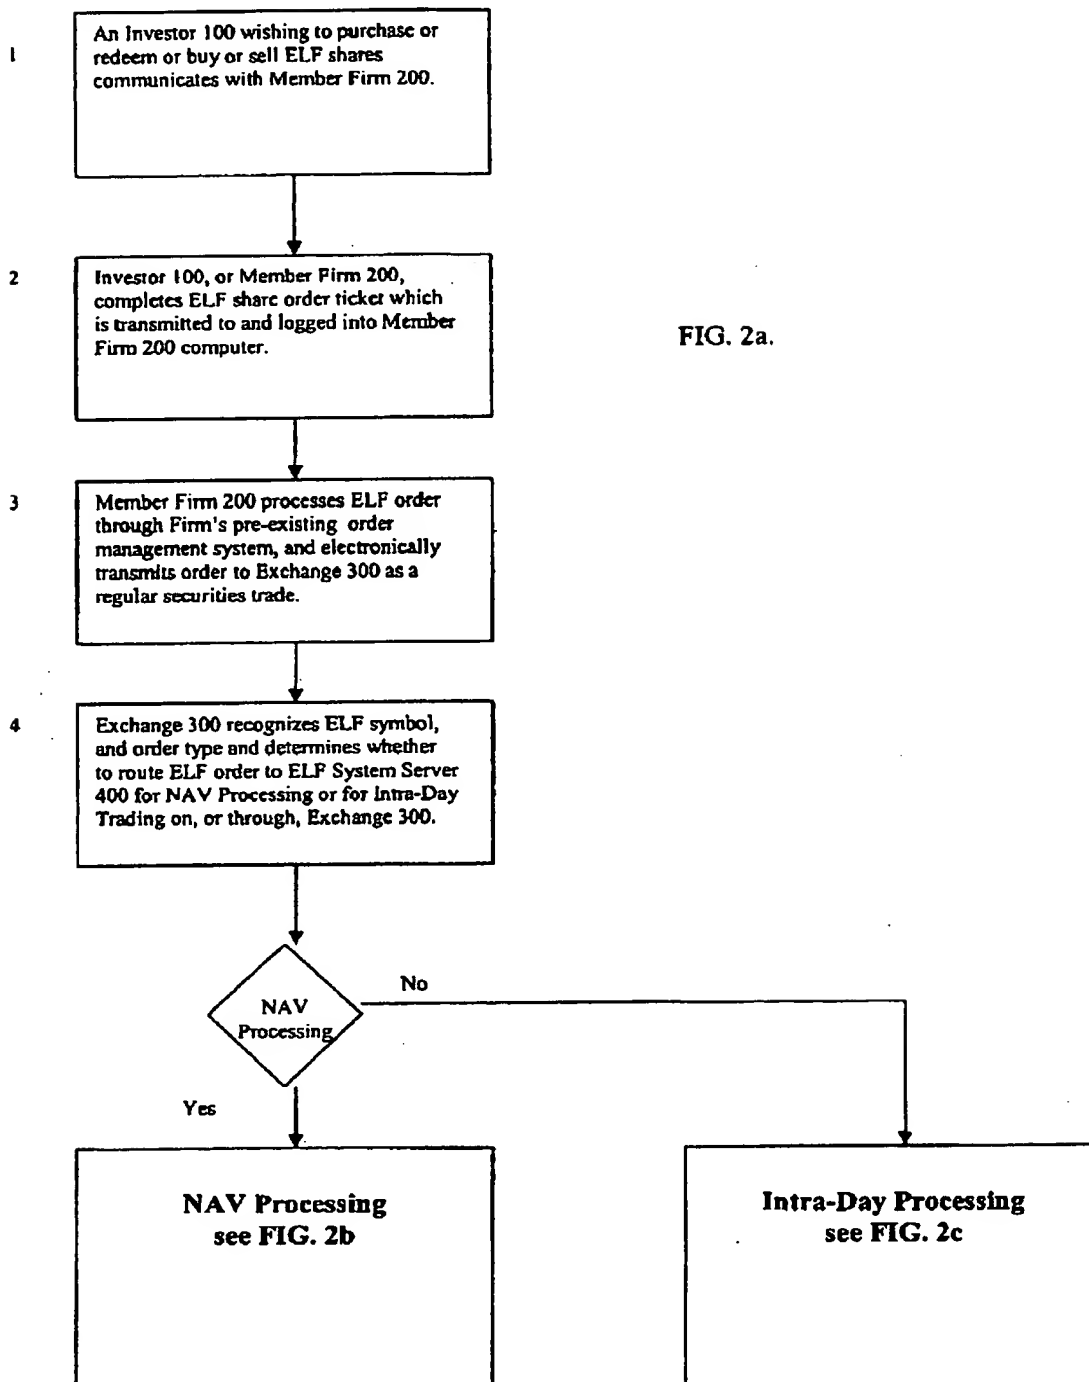 1
An Investor 100 wishing to purchase or
redeem or buy or sell ELF shares
communicates with Member Firm 200.
2
Investor 100, or Member Firm 200,
completes ELF share order ticket which
is transmitted to and logged into Member
Firm 200 computer.
FIG. 2a.
3
Member Firm 200 processes ELF order
through Firm's pre-existing order
management system, and electronically
transmits order to Exchange 300 as a
regular securities trade.
4
Exchange 300 recognizes ELF symbol,
and order type and determines whether
to route ELF order to ELF System Server
400 for NAV Processing or for Intra-Day
Trading on, or through, Exchange 300.
NAV
Processing
No
Yes
NAV Processing
see FIG. 2b
Intra-Day Processing
see FIG. 2c